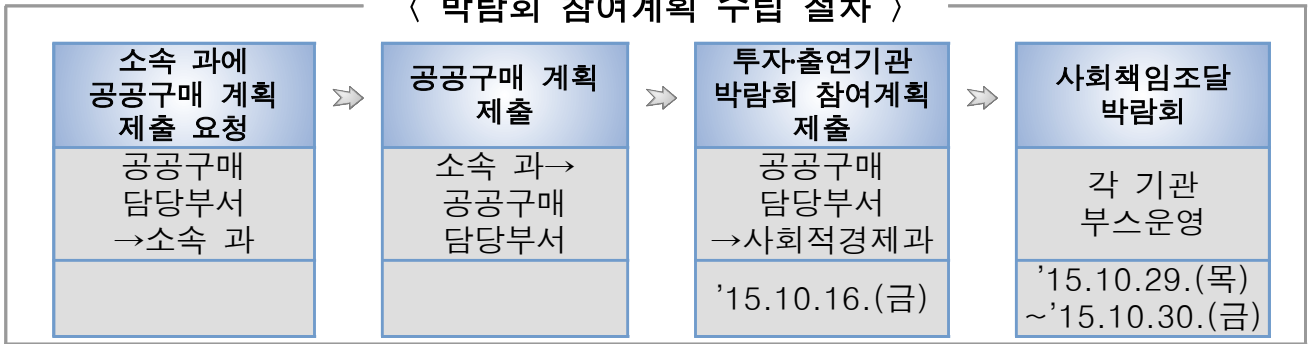 〈 박람회 참여계획 수립 절차 〉
소속 과에
공공구매 계획
제출 요청
공공구매
담당부서
→소속 과
공공구매 계획
제출
소속 과→
공공구매
담당부서
투자·출연기관
박람회 참여계획
제출
공공구매
담당부서
→사회적경제과
’15.10.16.(금)
사회책임조달
박람회
각 기관
부스운영
’15.10.29.(목)
~’15.10.30.(금)